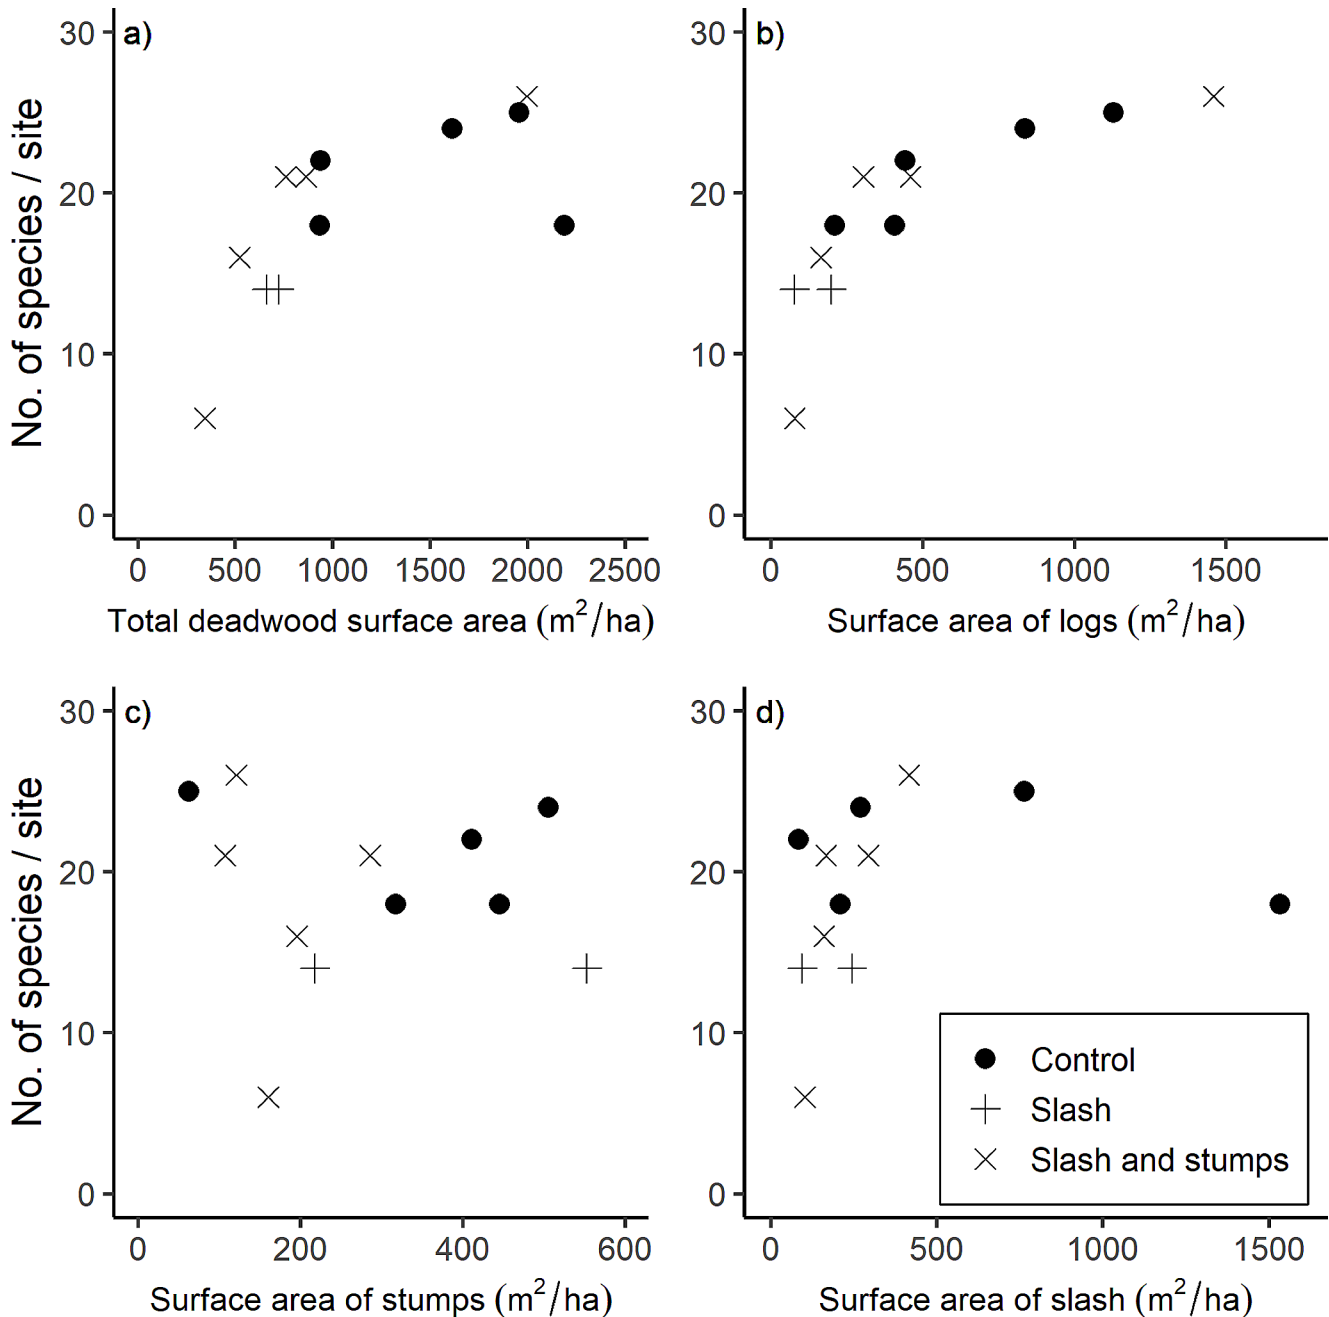 a)
30
20
10
0
No. of species / site
0 500 1000 1500 2000 2500
Total deadwood surface area (m²/ha)
b)
30
20
10
0
0 500 1000 1500
Surface area of logs (m²/ha)
c)
30
20
10
0
No. of species / site
0 200 400 600
Surface area of stumps (m²/ha)
d)
30
20
10
0
Control
Slash
Slash and stumps
0 500 1000 1500
Surface area of slash (m²/ha)